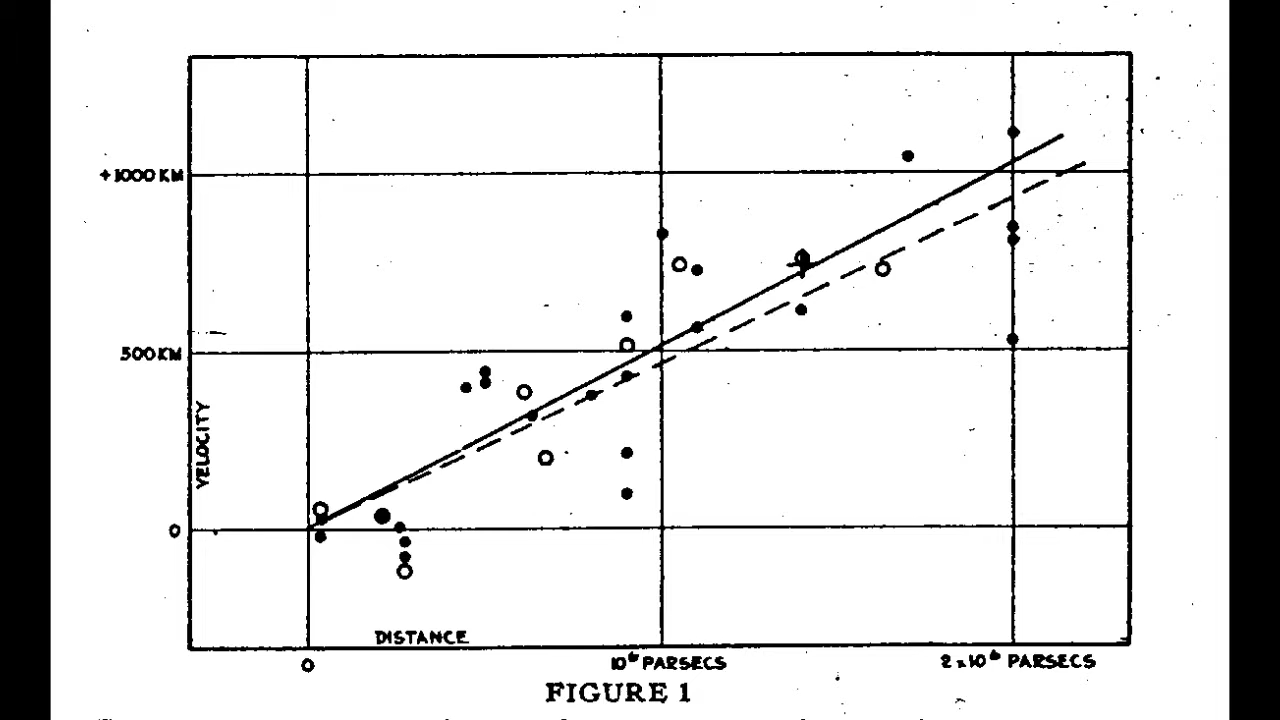 +1000 KM
500 KM
VELOCITY
0
DISTANCE
0
10⁶ PARSECS
2 x 10⁶ PARSECS
FIGURE 1